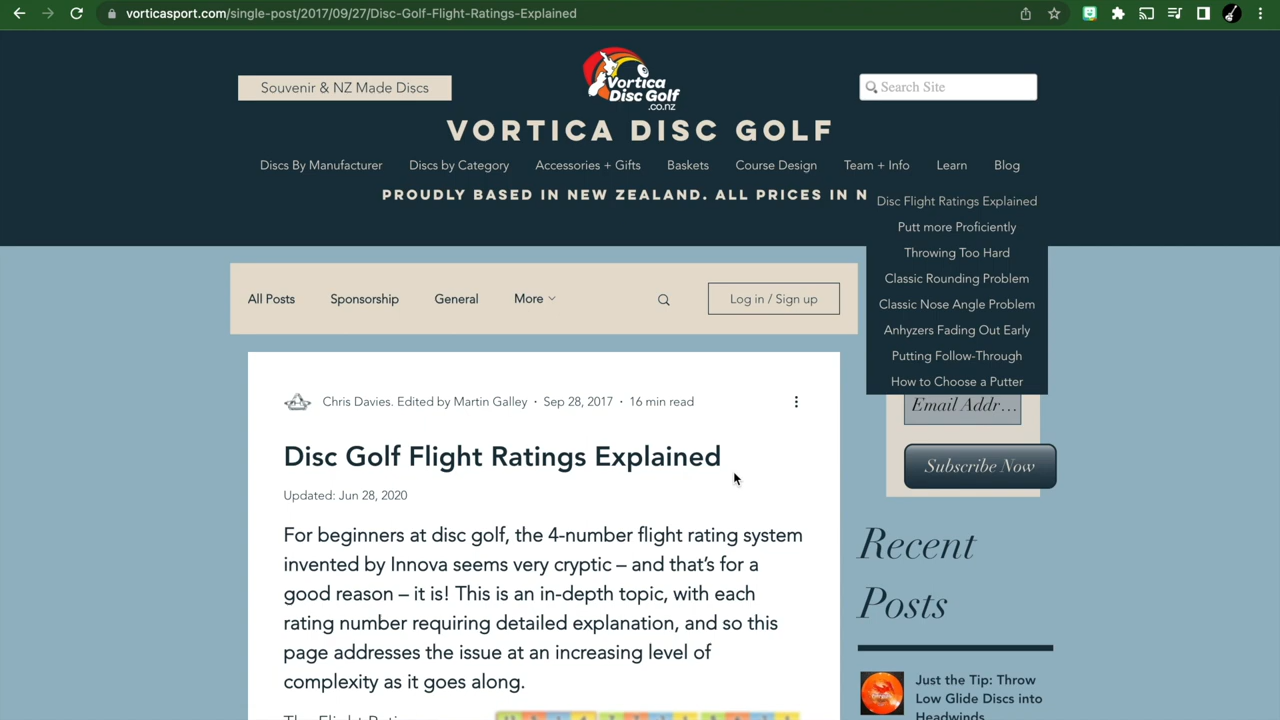 vorticasport.com/single-post/2017/09/27/Disc-Golf-Flight-Ratings-Explained
Souvenir & NZ Made Discs
Vortica
Disc Golf
.co.nz
Search Site
VORTICA DISC GOLF
Discs By Manufacturer Discs by Category Accessories + Gifts Baskets Course Design Team + Info Learn Blog
PROUDLY BASED IN NEW ZEALAND. ALL PRICES IN N
Disc Flight Ratings Explained
Putt more Proficiently
Throwing Too Hard
Classic Rounding Problem
Classic Nose Angle Problem
Anhyzers Fading Out Early
Putting Follow-Through
How to Choose a Putter
All Posts Sponsorship General More Log in / Sign up
Email Addr...
Subscribe Now
Chris Davies. Edited by Martin Galley · Sep 28, 2017 · 16 min read
Disc Golf Flight Ratings Explained
Updated: Jun 28, 2020
For beginners at disc golf, the 4-number flight rating system
invented by Innova seems very cryptic – and that's for a
good reason – it is! This is an in-depth topic, with each
rating number requiring detailed explanation, and so this
page addresses the issue at an increasing level of
complexity as it goes along.
The Flight Rating
Recent
Posts
Just the Tip: Throw
Low Glide Discs into
Headwinds